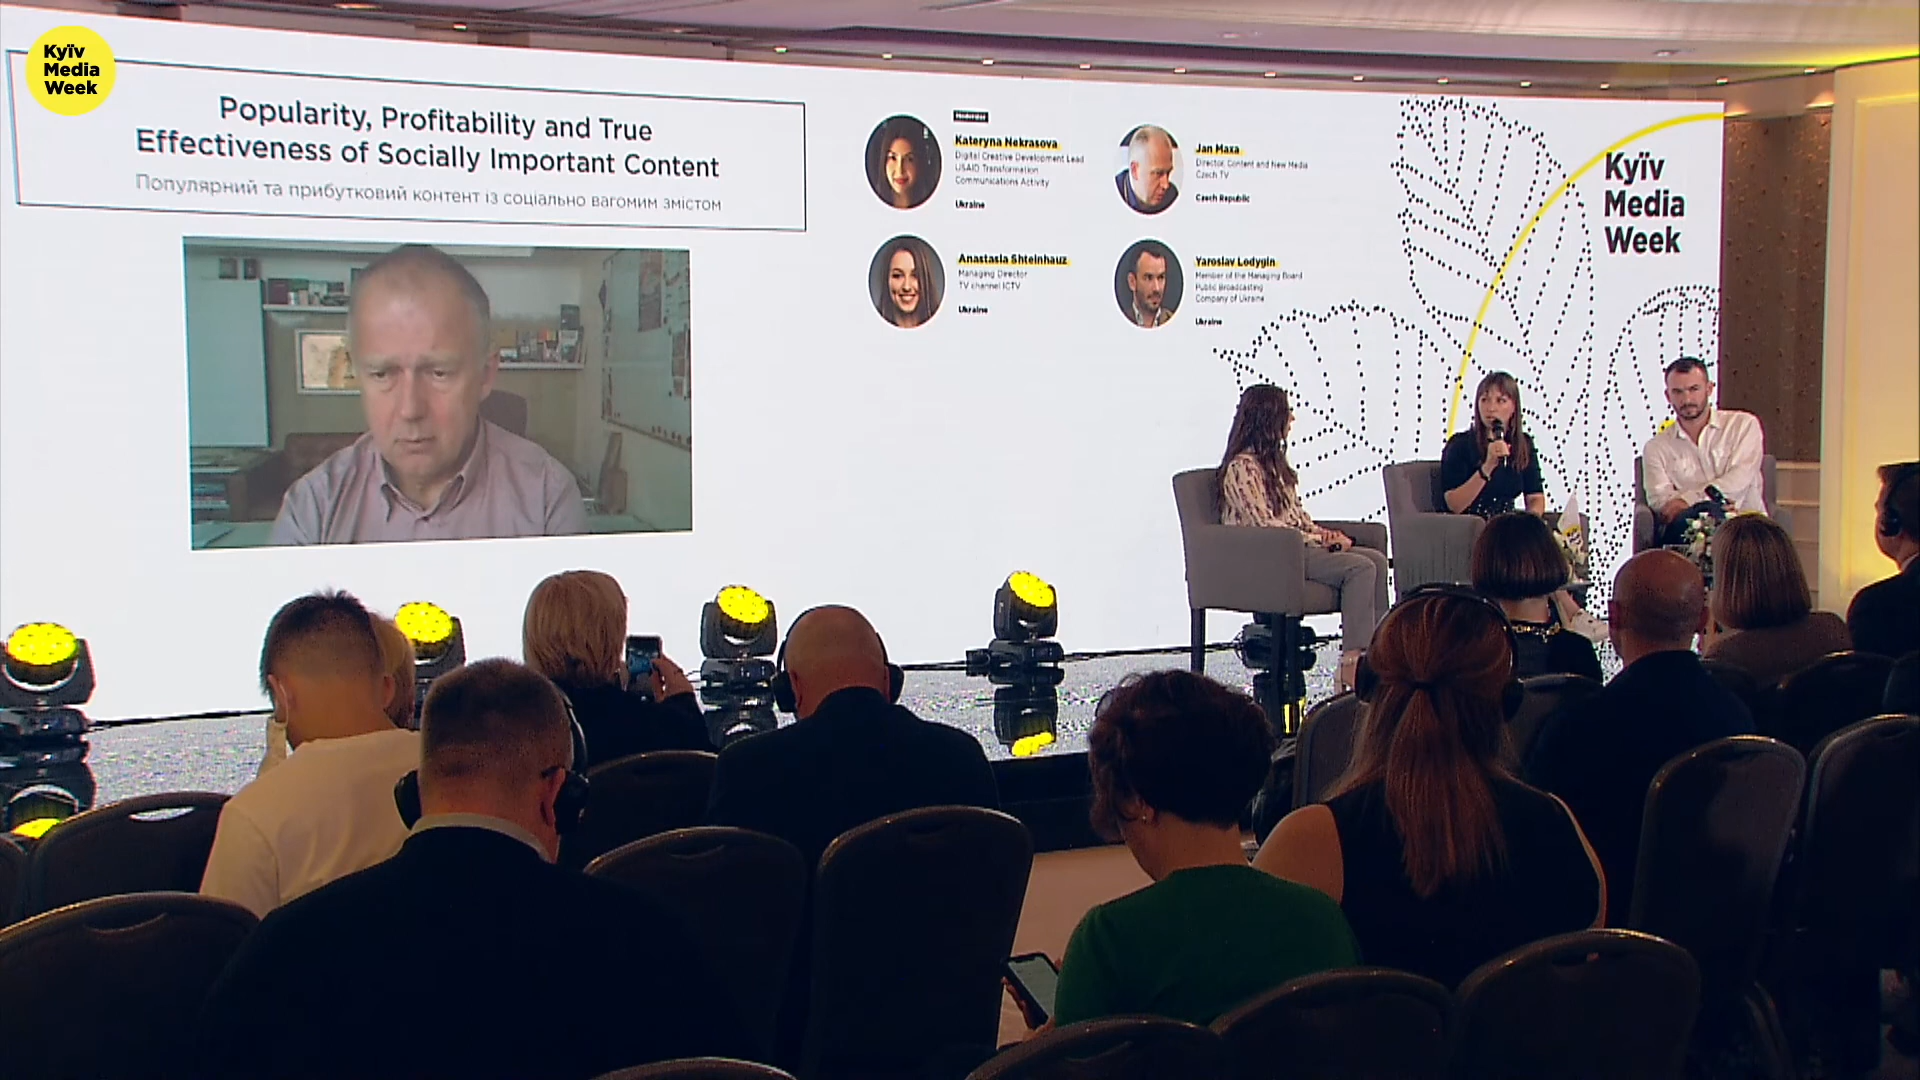 Kyїv
Media
Week
Popularity, Profitability and True
Effectiveness of Socially Important Content
Популярний та прибутковий контент із соціально вагомим змістом
Moderator
Kateryna Nekrasova
Digital Creative Development Lead
USAID Transformation
Communications Activity
Ukraine
Jan Maxa
Director, Content and New Media
Czech TV
Czech Republic
Anastasia Shteinhauz
Managing Director
TV channel ICTV
Ukraine
Yaroslav Lodygin
Member of the Managing Board
Public Broadcasting
Company of Ukraine
Ukraine
Kyїv
Media
Week